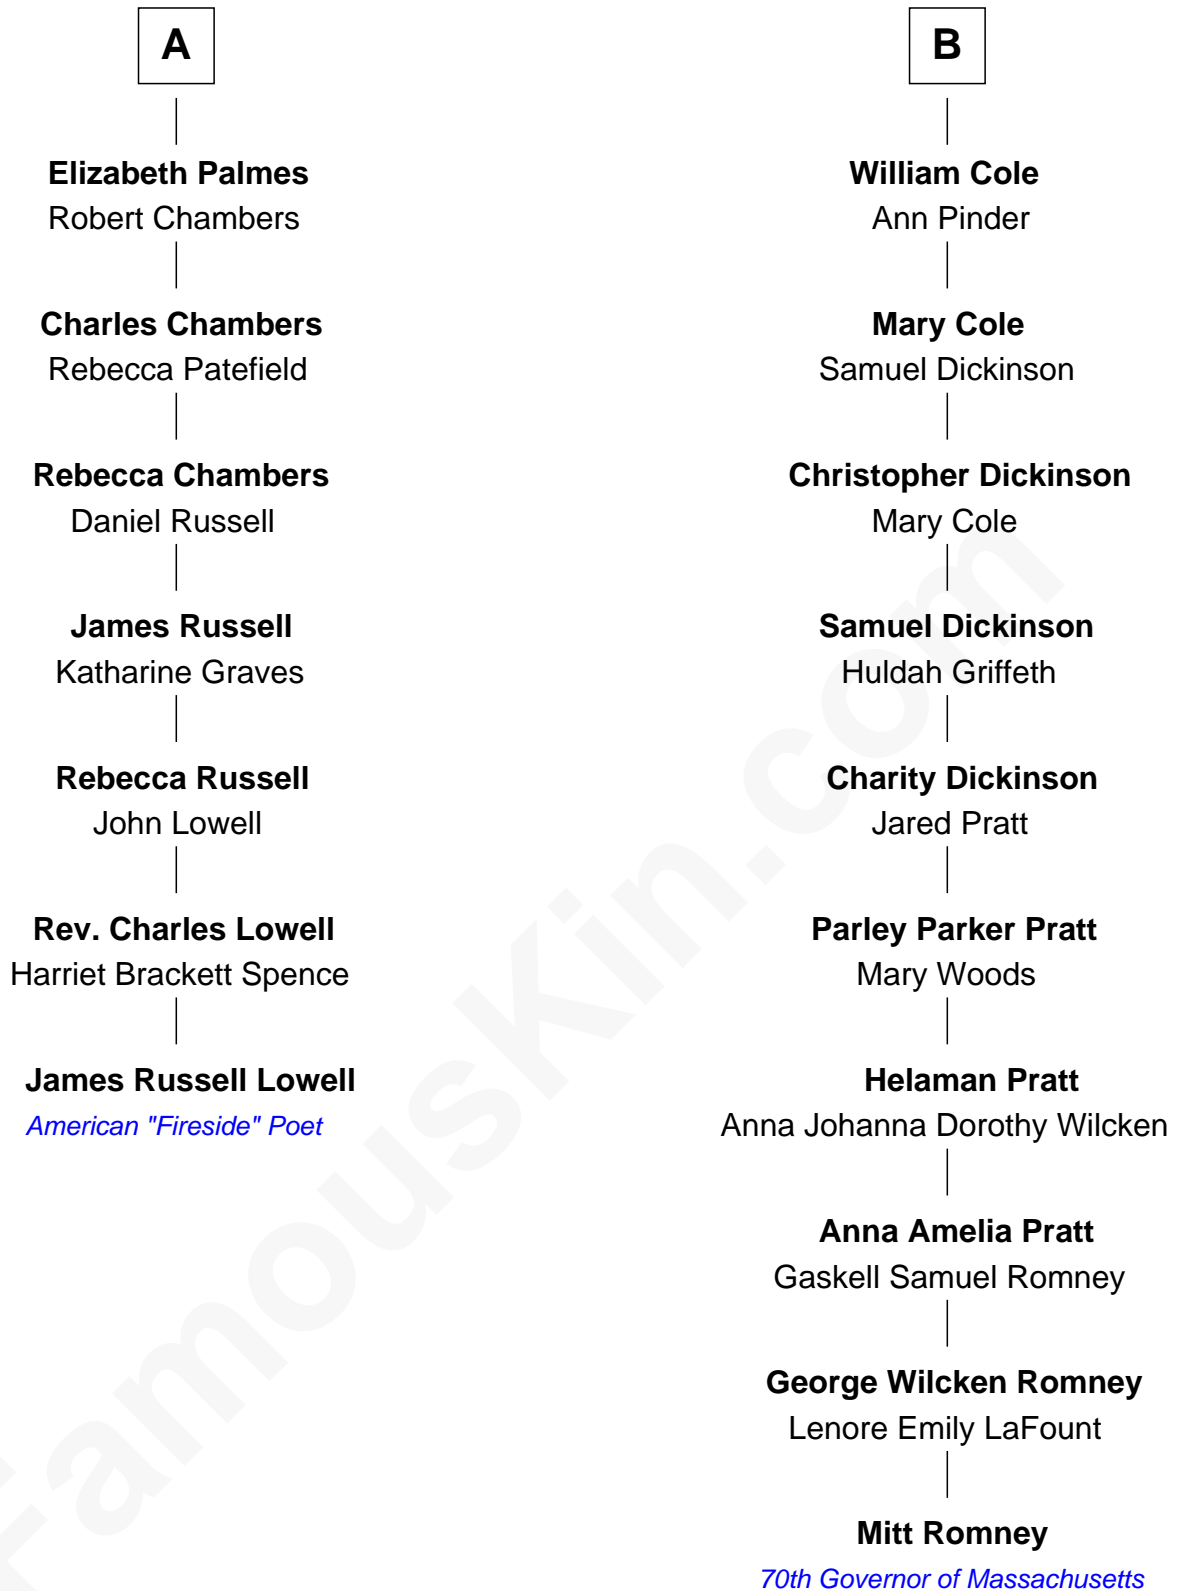 A
Elizabeth Palmes
Robert Chambers
Charles Chambers
Rebecca Patefield
Rebecca Chambers
Daniel Russell
James Russell
Katharine Graves
Rebecca Russell
John Lowell
Rev. Charles Lowell
Harriet Brackett Spence
James Russell Lowell
American "Fireside" Poet
B
William Cole
Ann Pinder
Mary Cole
Samuel Dickinson
Christopher Dickinson
Mary Cole
Samuel Dickinson
Huldah Griffeth
Charity Dickinson
Jared Pratt
Parley Parker Pratt
Mary Woods
Helaman Pratt
Anna Johanna Dorothy Wilcken
Anna Amelia Pratt
Gaskell Samuel Romney
George Wilcken Romney
Lenore Emily LaFount
Mitt Romney
70th Governor of Massachusetts
FamousKin.com